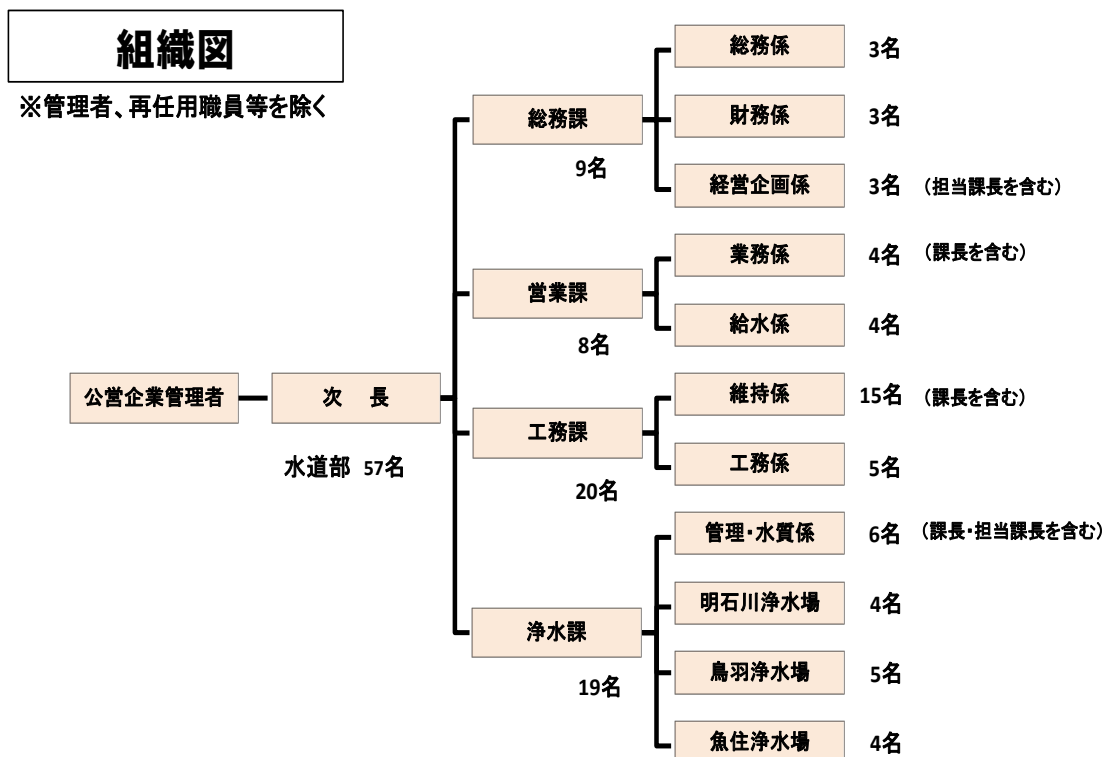 組織図
※管理者、再任用職員等を除く
公営企業管理者
次　長
水道部 57名
総務課
9名
総務係 3名
財務係 3名
経営企画係 3名 （担当課長を含む）
営業課
8名
業務係 4名 （課長を含む）
給水係 4名
工務課
20名
維持係 15名 （課長を含む）
工務係 5名
浄水課
19名
管理・水質係 6名 （課長・担当課長を含む）
明石川浄水場 4名
鳥羽浄水場 5名
魚住浄水場 4名